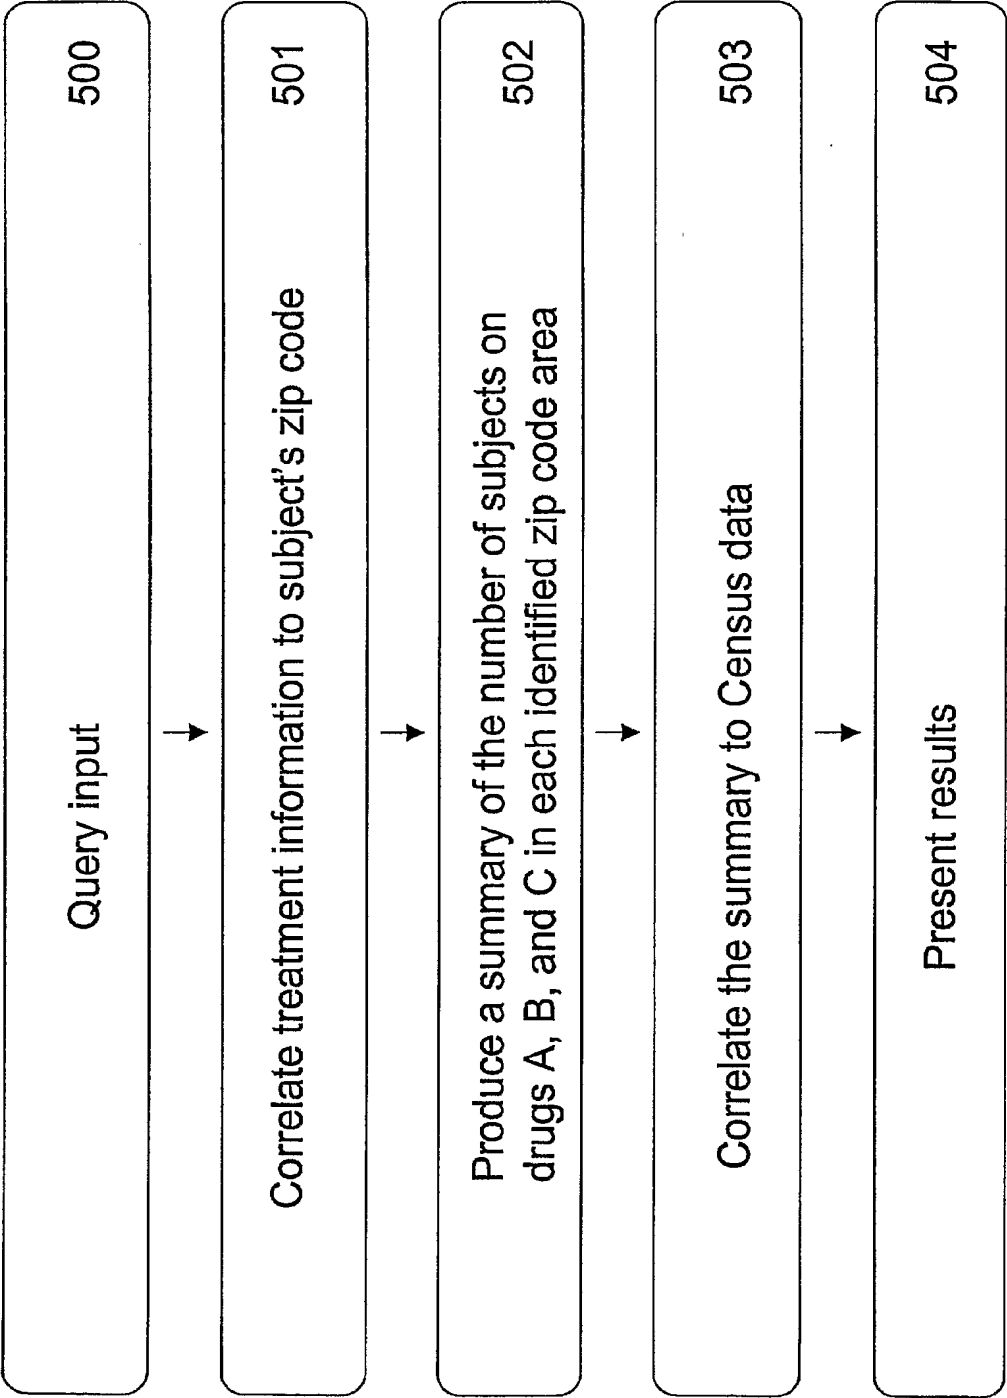 Query input 500
Correlate treatment information to subject's zip code 501
Produce a summary of the number of subjects on 502
drugs A, B, and C in each identified zip code area
Correlate the summary to Census data 503
Present results 504